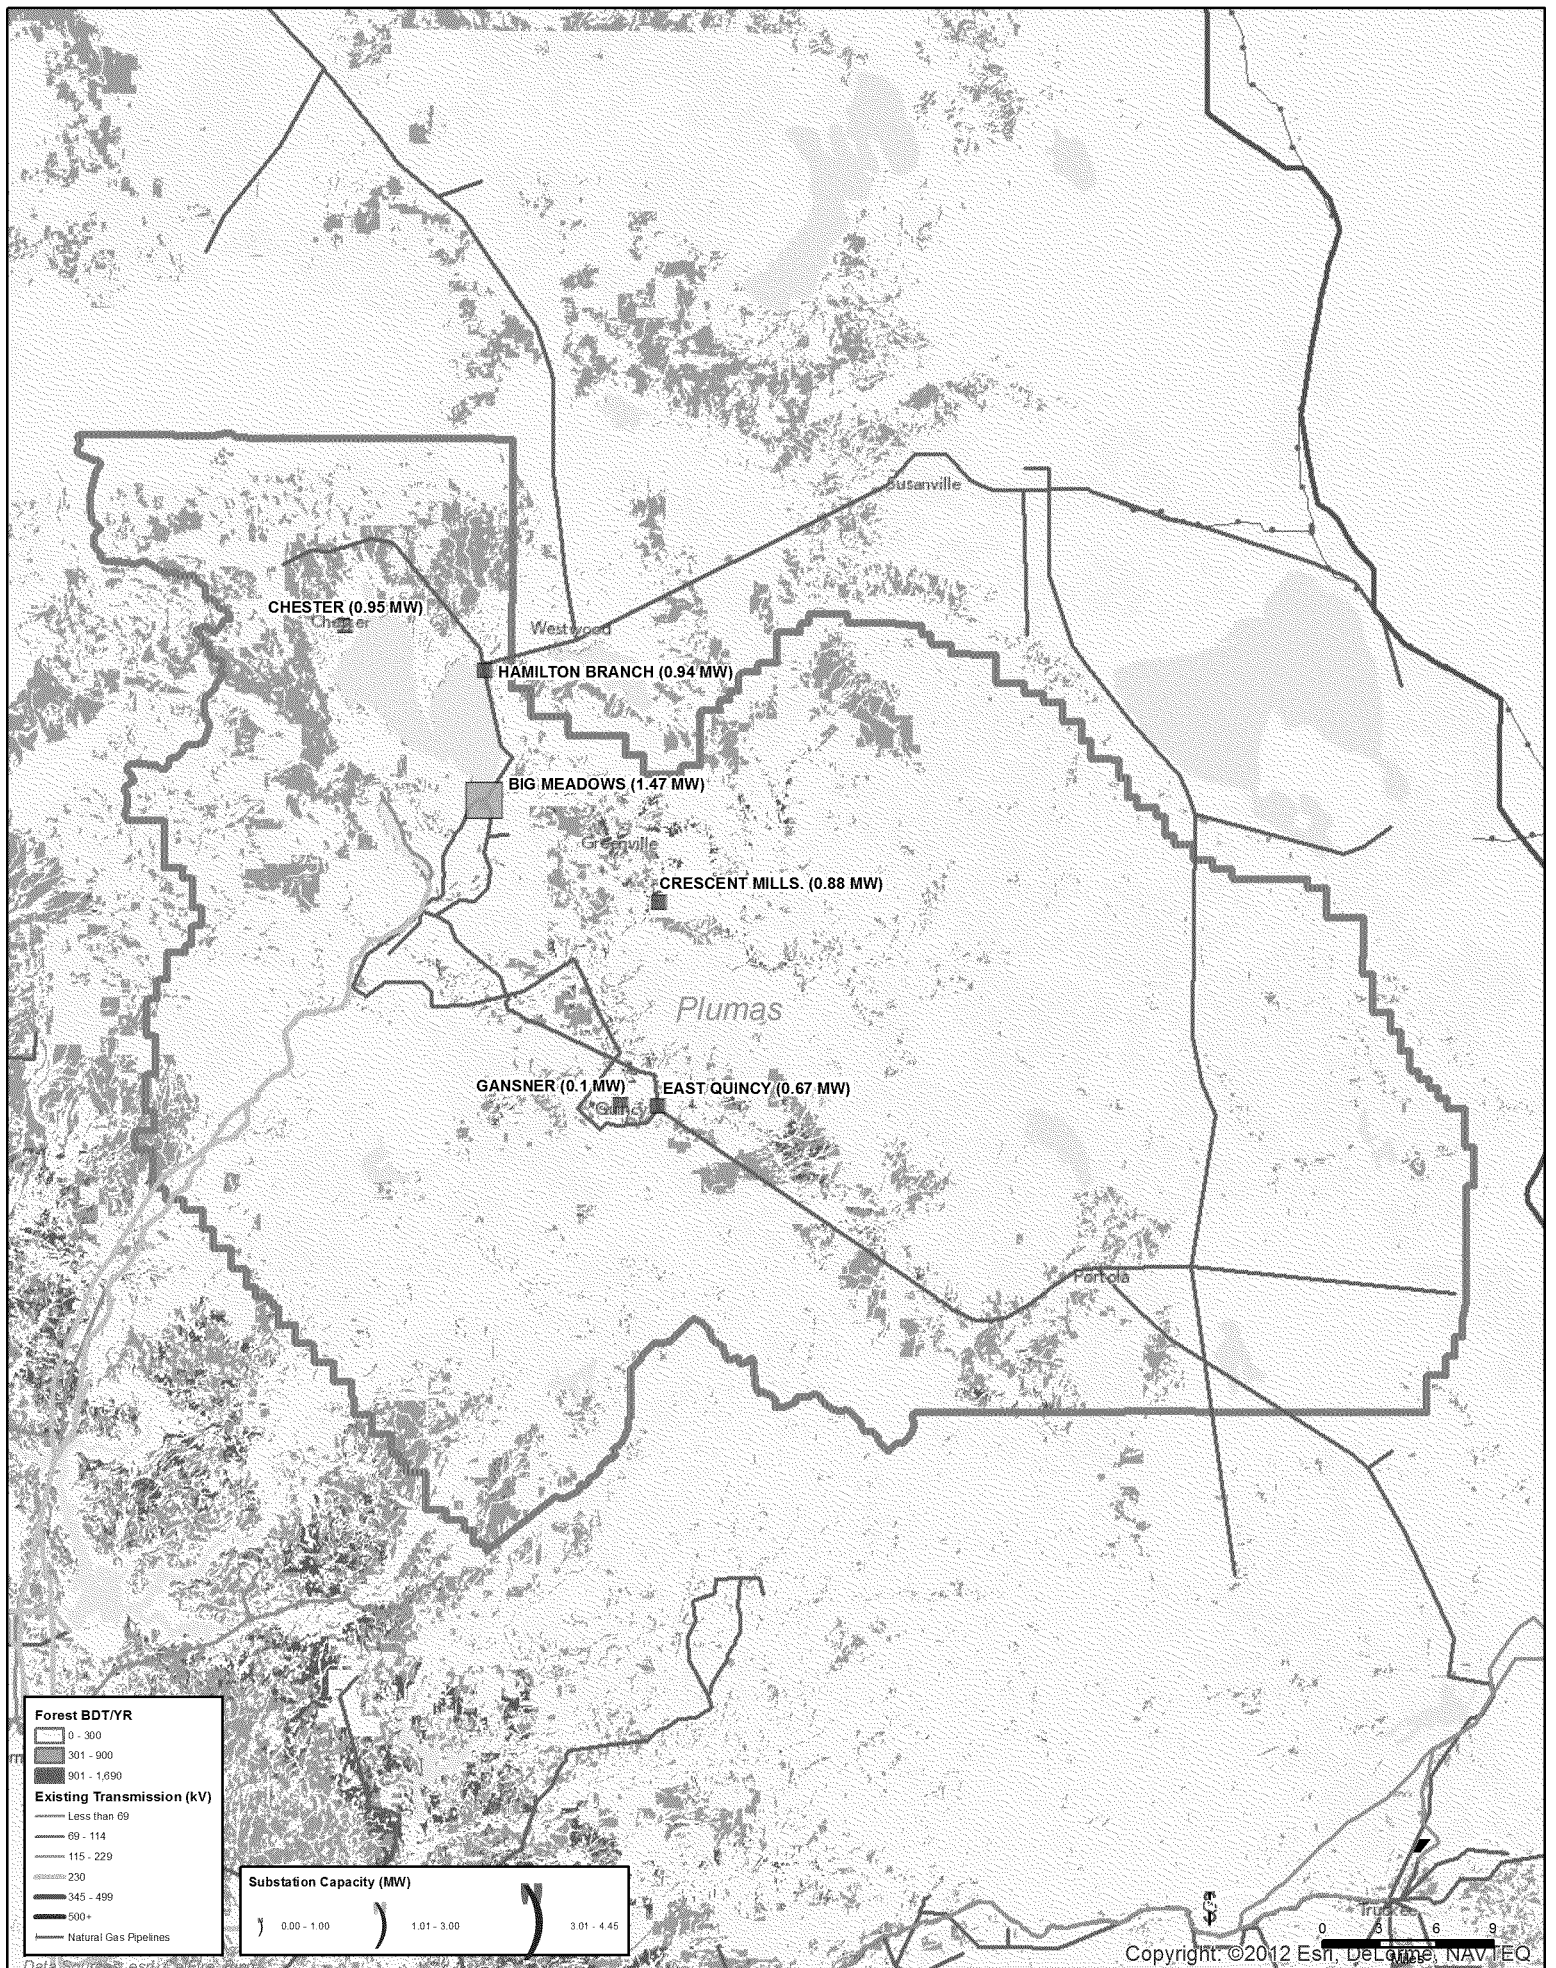 Susanville
CHESTER (0.95 MW)
Chester
Westwood
HAMILTON BRANCH (0.94 MW)
BIG MEADOWS (1.47 MW)
Greenville
CRESCENT MILLS. (0.88 MW)
Plumas
GANSNER (0.1 MW)
EAST QUINCY (0.67 MW)
Quincy
Portola
Forest BDT/YR
0 - 300
301 - 900
901 - 1,690
Existing Transmission (kV)
Less than 69
69 - 114
115 - 229
230
345 - 499
500+
Natural Gas Pipelines
Substation Capacity (MW)
0.00 - 1.00
1.01 - 3.00
3.01 - 4.45
Truckee
0 3 6 9
Miles
Copyright: ©2012 Esri, DeLorme, NAVTEQ